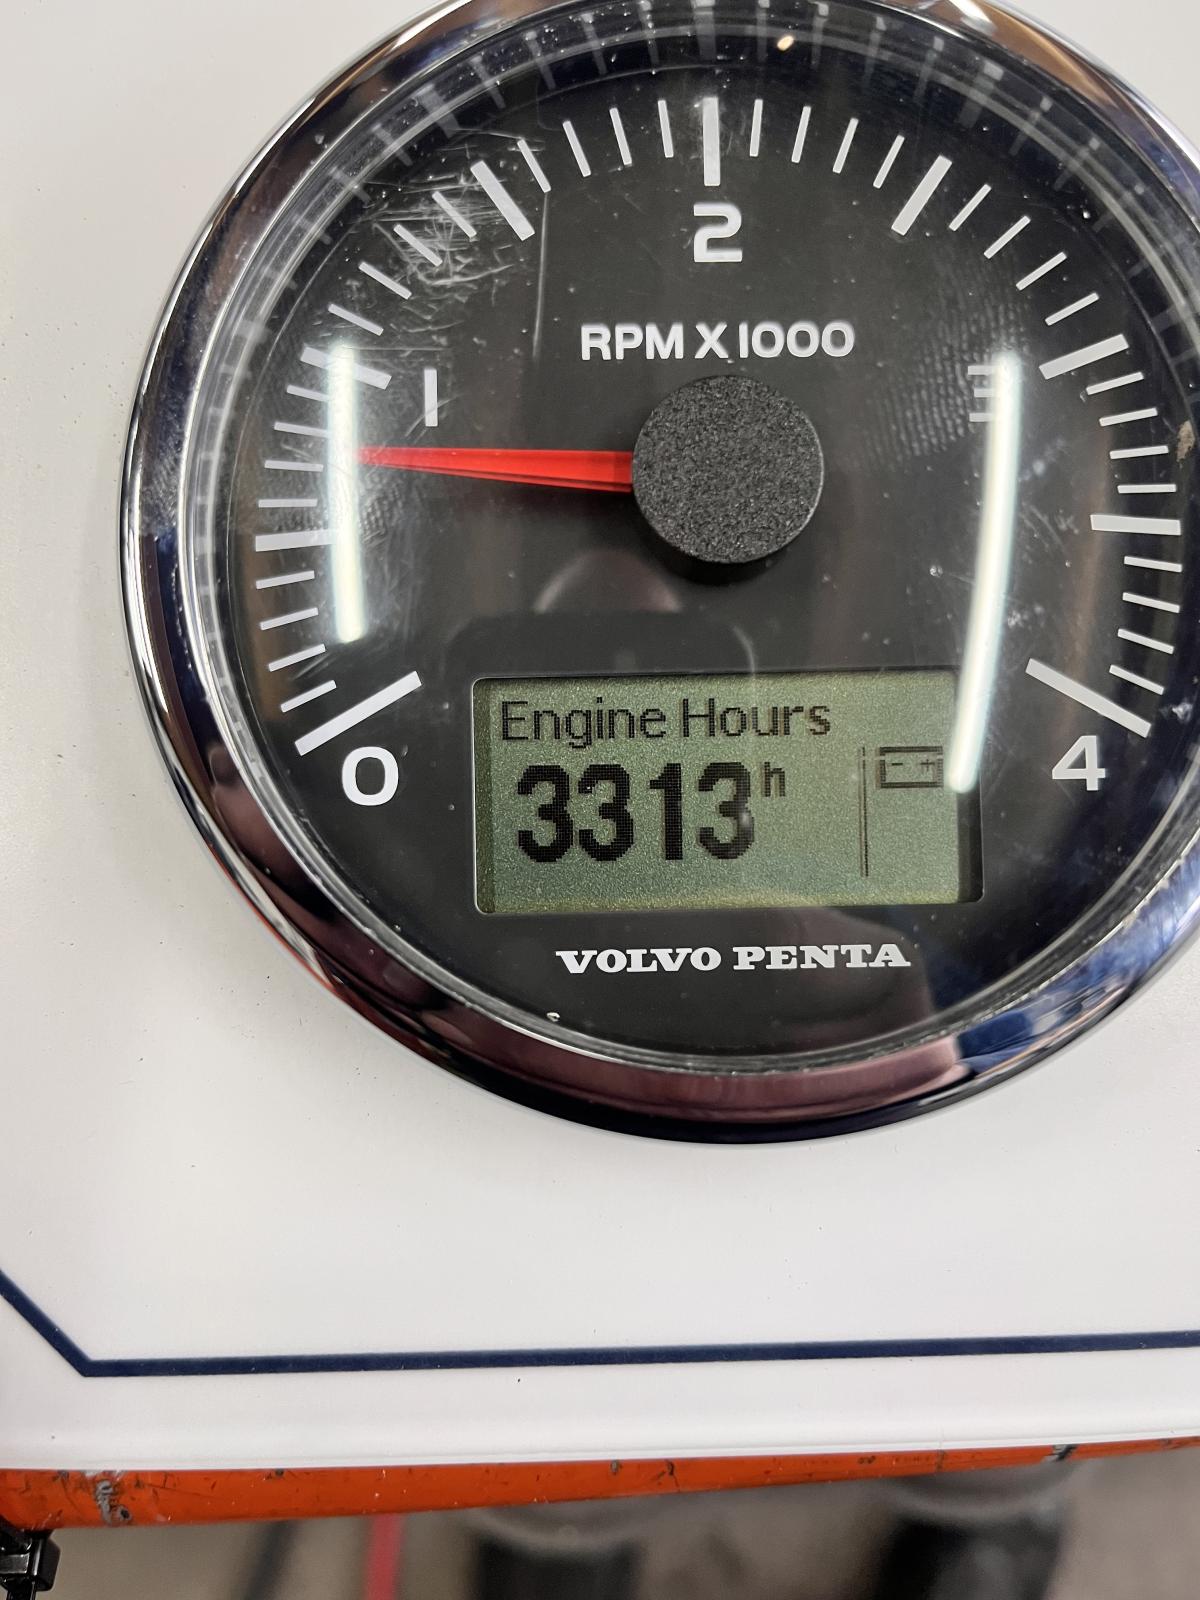 2
RPM X 1000
1
3
Engine Hours
3313h
- +
0
4
VOLVO PENTA